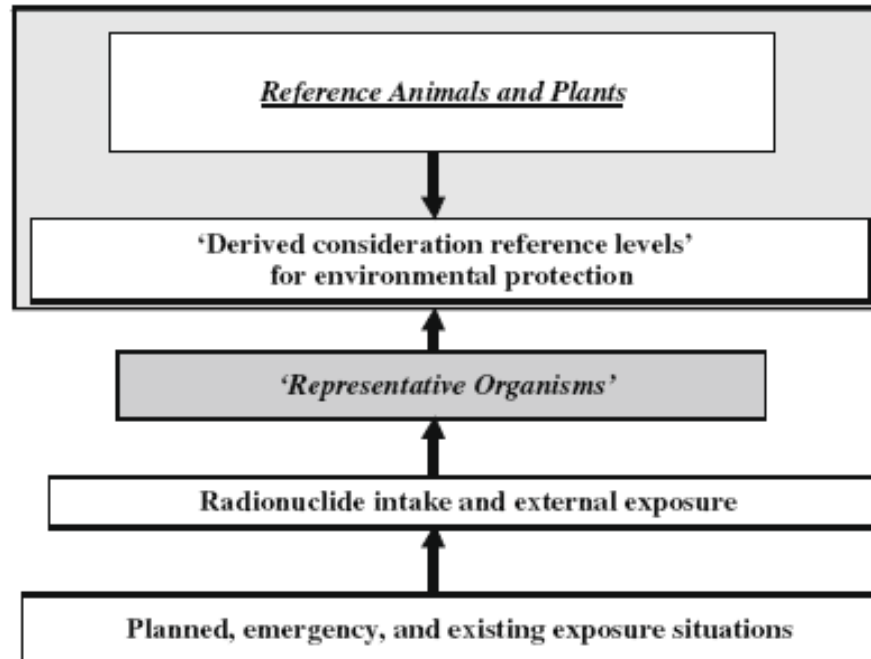 Reference Animals and Plants
‘Derived consideration reference levels’
for environmental protection
‘Representative Organisms’
Radionuclide intake and external exposure
Planned, emergency, and existing exposure situations